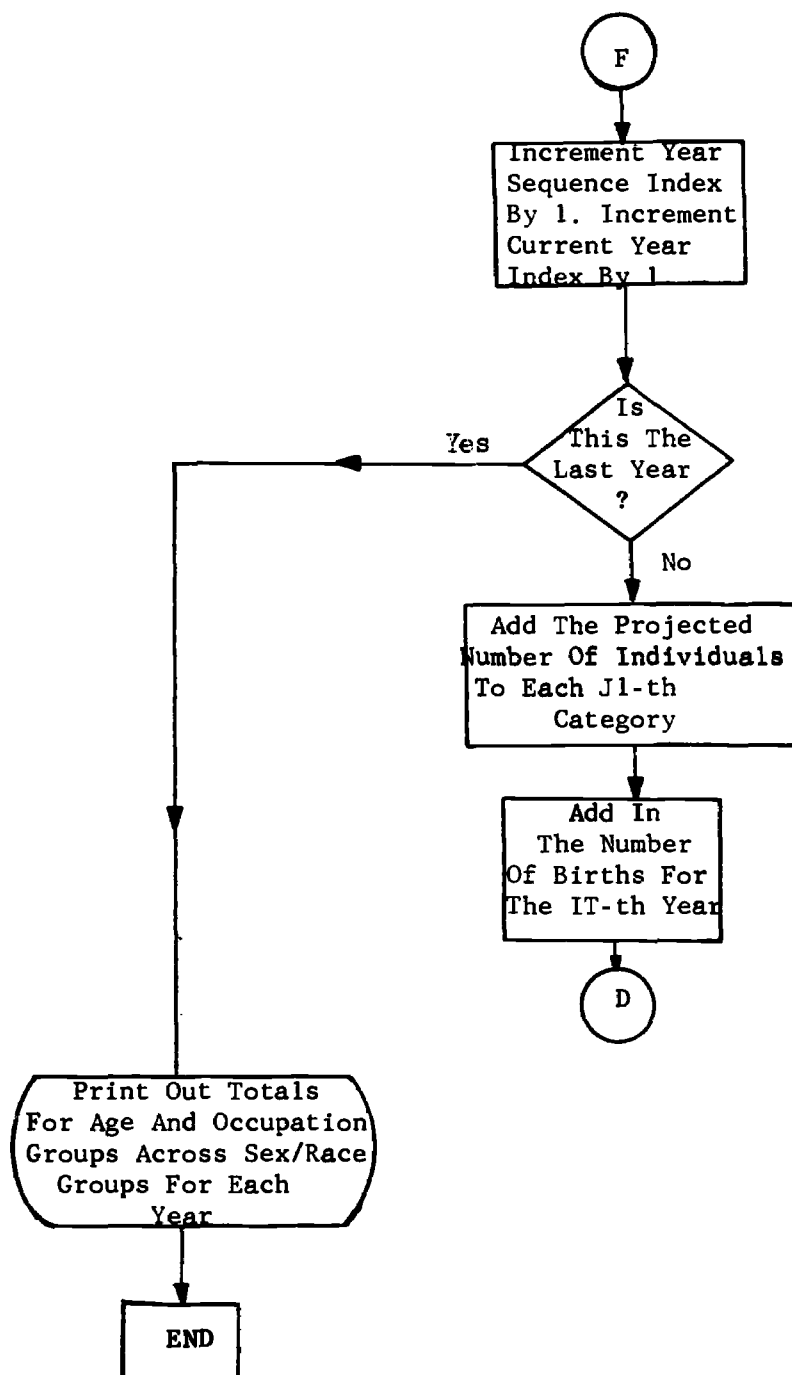 F
Increment Year
Sequence Index
By 1. Increment
Current Year
Index By 1
Is
This The
Last Year
?
Yes
No
Add The Projected
Number Of Individuals
To Each J1-th
Category
Add In
The Number
Of Births For
The IT-th Year
D
Print Out Totals
For Age And Occupation
Groups Across Sex/Race
Groups For Each
Year
END